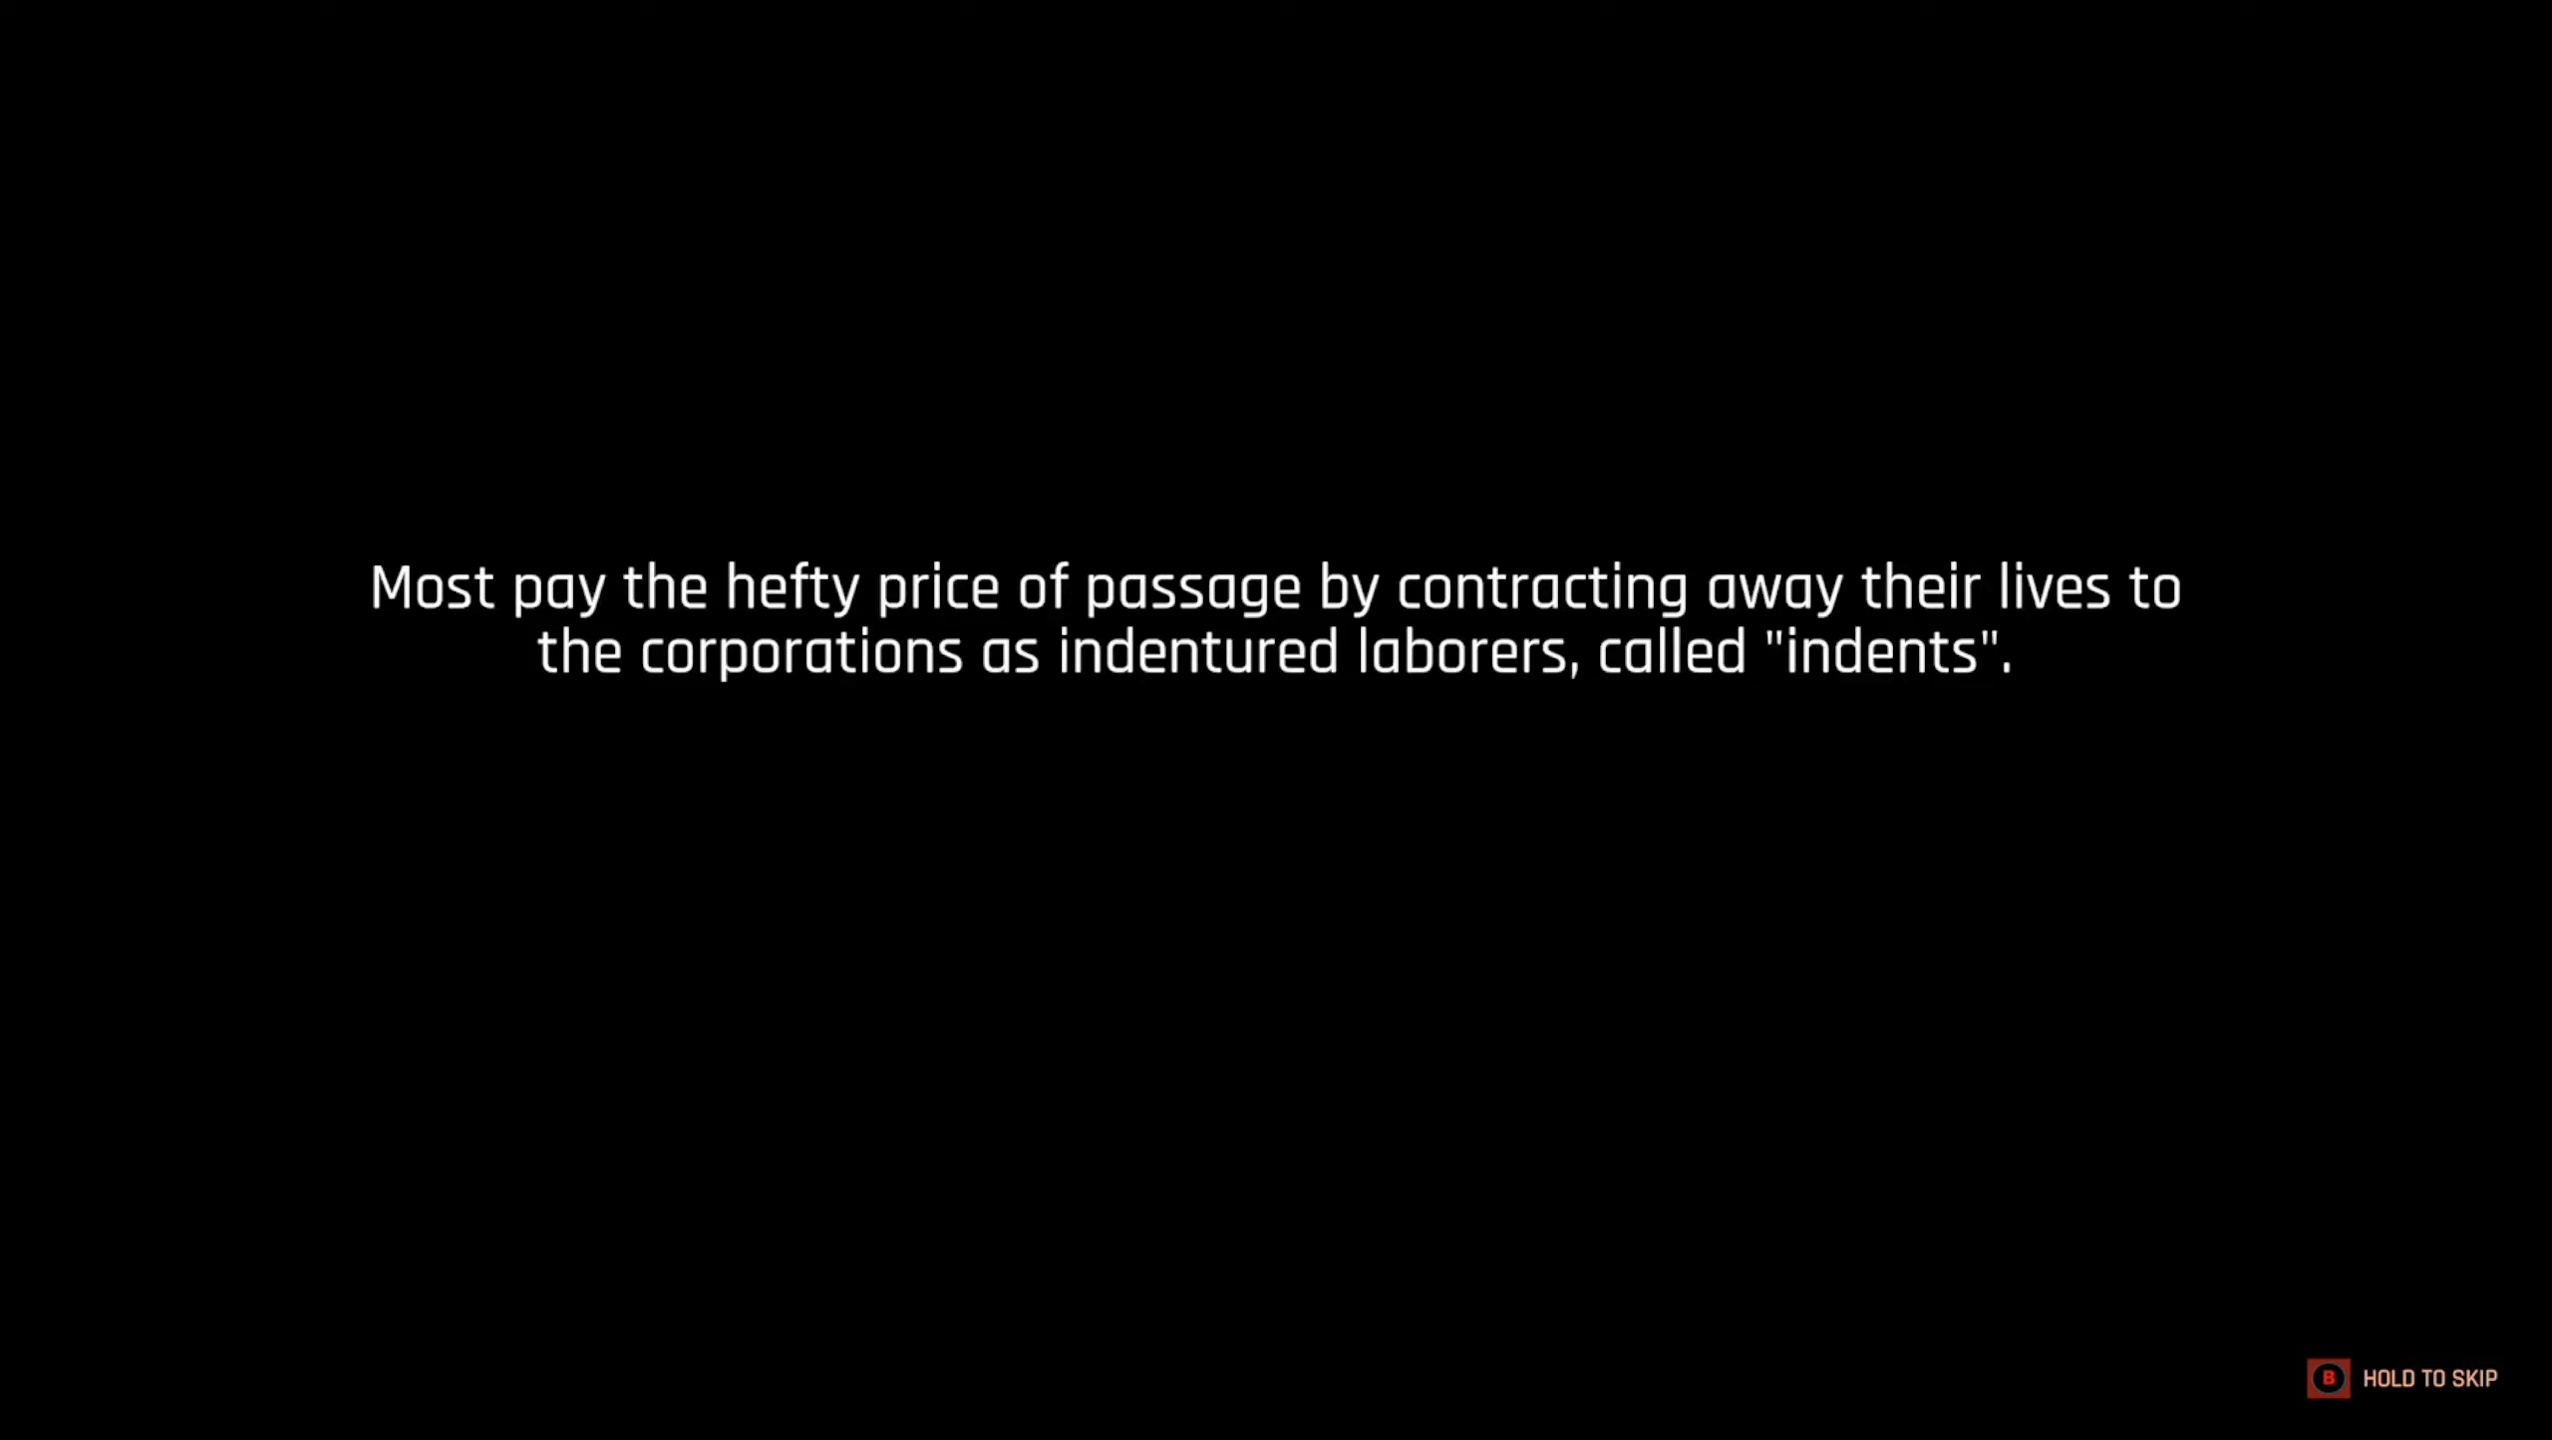 Most pay the hefty price of passage by contracting away their lives to
the corporations as indentured laborers, called "indents".
B HOLD TO SKIP